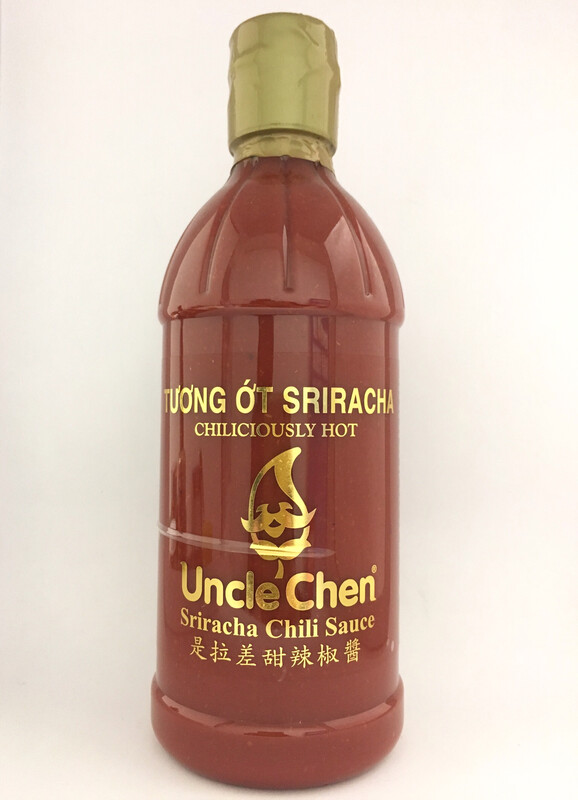 TƯƠNG ỚT SRIRACHA
CHILICIOUSLY HOT
Uncle Chen®
Sriracha Chili Sauce
是拉差甜辣椒醬